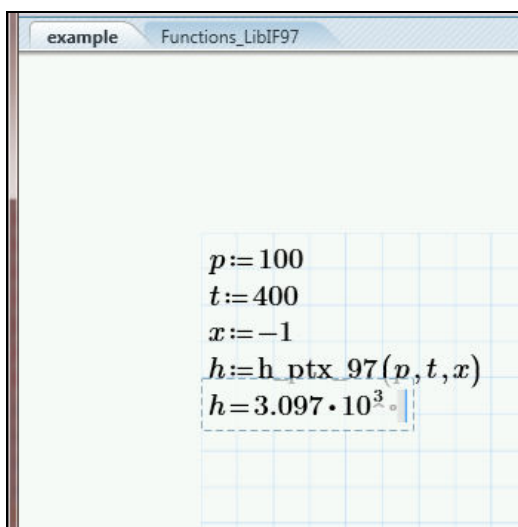 example Functions_LibIF97
p:=100
t:=400
x:=−1
h:=h_ptx_97(p,t,x)
h=3.097⋅10³